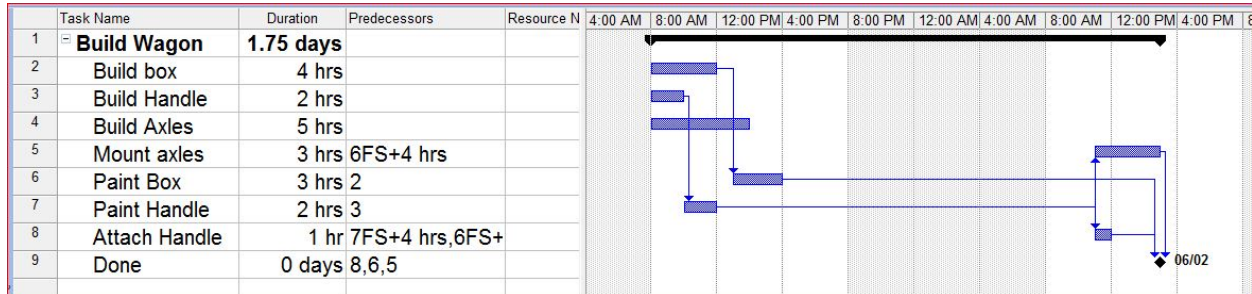 Task Name Duration Predecessors Resource N 4:00 AM 8:00 AM 12:00 PM 4:00 PM 8:00 PM 12:00 AM 4:00 AM 8:00 AM 12:00 PM 4:00 PM 8
1 Build Wagon 1.75 days
2 Build box 4 hrs
3 Build Handle 2 hrs
4 Build Axles 5 hrs
5 Mount axles 3 hrs 6FS+4 hrs
6 Paint Box 3 hrs 2
7 Paint Handle 2 hrs 3
8 Attach Handle 1 hr 7FS+4 hrs,6FS+
9 Done 0 days 8,6,5 06/02